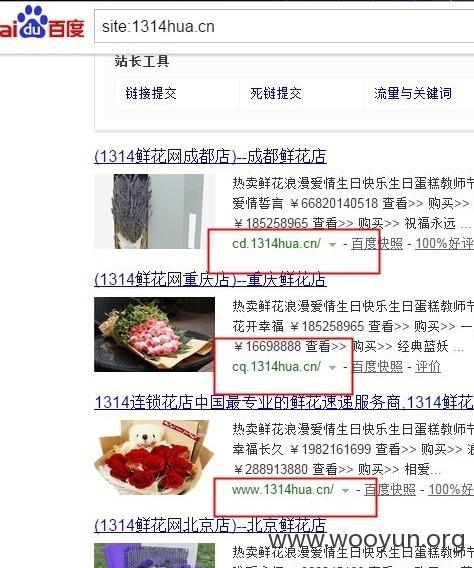 ai du 百度
site:1314hua.cn
站长工具
链接提交 死链提交 流量与关键词
(1314鲜花网成都店)--成都鲜花店
热卖鲜花浪漫爱情生日快乐生日蛋糕教师节
爱情誓言 ¥66820140518 查看>> 购买>>
¥185258965 查看>> 购买>> 祝福永远 ...
cd.1314hua.cn/ - 百度快照 - 100%好评
(1314鲜花网重庆店)--重庆鲜花店
热卖鲜花浪漫爱情生日快乐生日蛋糕教师节
花开幸福 ¥185258965 查看>> 购买>> 一
¥16698888 查看>> 购买>> 经典蓝妖 ...
cq.1314hua.cn/ - 百度快照 - 评价
1314连锁花店中国最专业的鲜花速递服务商,1314鲜花
热卖鲜花浪漫爱情生日快乐生日蛋糕教师节
幸福长久 ¥1982161699 查看>> 购买>>
¥288913880 查看>> 购买>> 相爱...
www.1314hua.cn/ - 百度快照 - 100%好
(1314鲜花网北京店)--北京鲜花店
www.wooyun.org
热卖鲜花浪漫爱情生日快乐生日蛋糕教师节